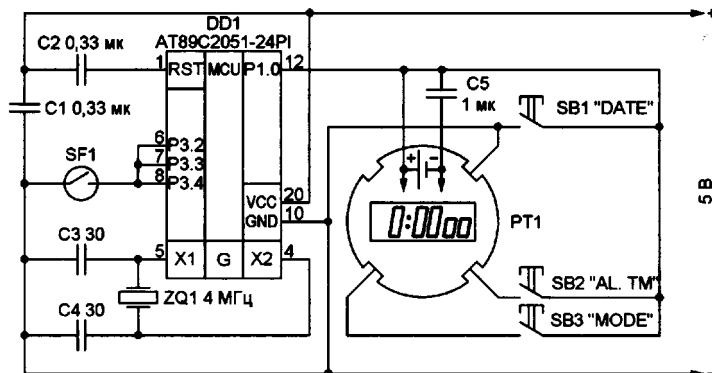 DD1
AT89C2051-24PI
C2 0,33 мк
1
RST
MCU
P1.0
12
C1 0,33 мк
C5
1 мк
SB1 "DATE"
6
P3.2
7
P3.3
8
P3.4
SF1
+
−
VCC
20
GND
10
0:00 00
PT1
5 В
C3 30
5
X1
G
X2
4
SB2 "AL. TM"
ZQ1 4 МГц
C4 30
SB3 "MODE"
+
−